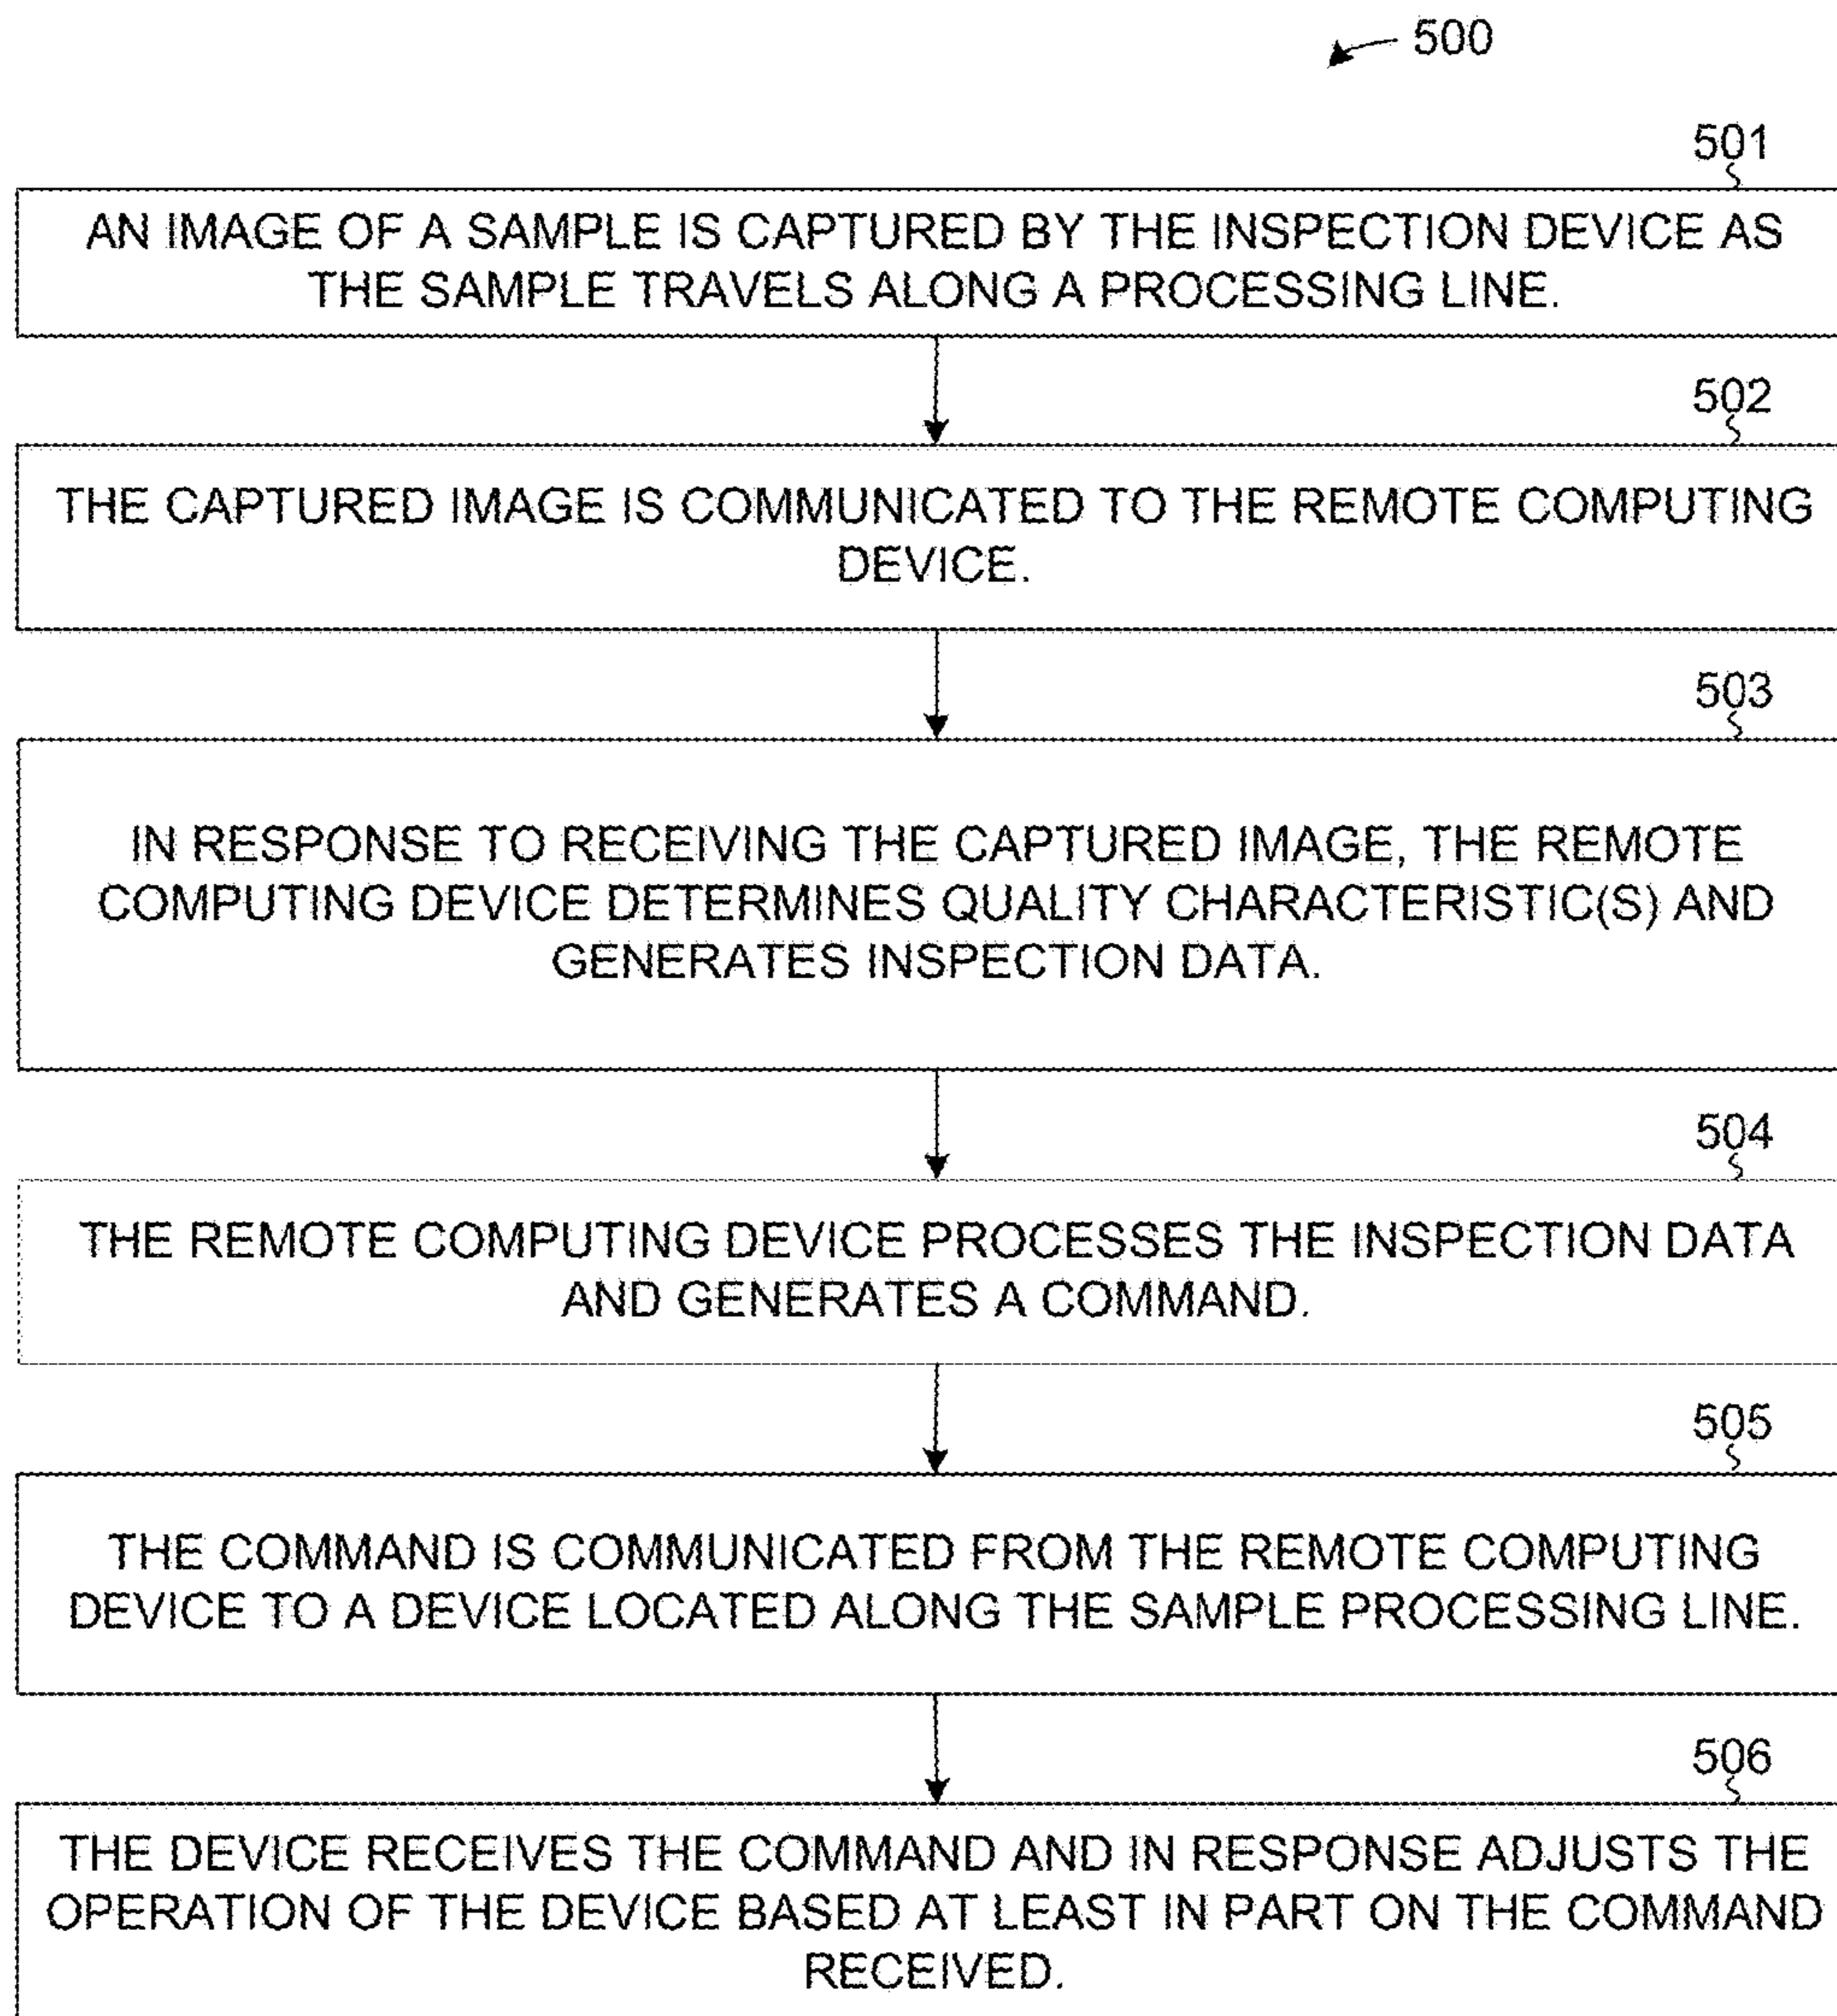 500
501
AN IMAGE OF A SAMPLE IS CAPTURED BY THE INSPECTION DEVICE AS
THE SAMPLE TRAVELS ALONG A PROCESSING LINE.
502
THE CAPTURED IMAGE IS COMMUNICATED TO THE REMOTE COMPUTING
DEVICE.
503
IN RESPONSE TO RECEIVING THE CAPTURED IMAGE, THE REMOTE
COMPUTING DEVICE DETERMINES QUALITY CHARACTERISTIC(S) AND
GENERATES INSPECTION DATA.
504
THE REMOTE COMPUTING DEVICE PROCESSES THE INSPECTION DATA
AND GENERATES A COMMAND.
505
THE COMMAND IS COMMUNICATED FROM THE REMOTE COMPUTING
DEVICE TO A DEVICE LOCATED ALONG THE SAMPLE PROCESSING LINE.
506
THE DEVICE RECEIVES THE COMMAND AND IN RESPONSE ADJUSTS THE
OPERATION OF THE DEVICE BASED AT LEAST IN PART ON THE COMMAND
RECEIVED.